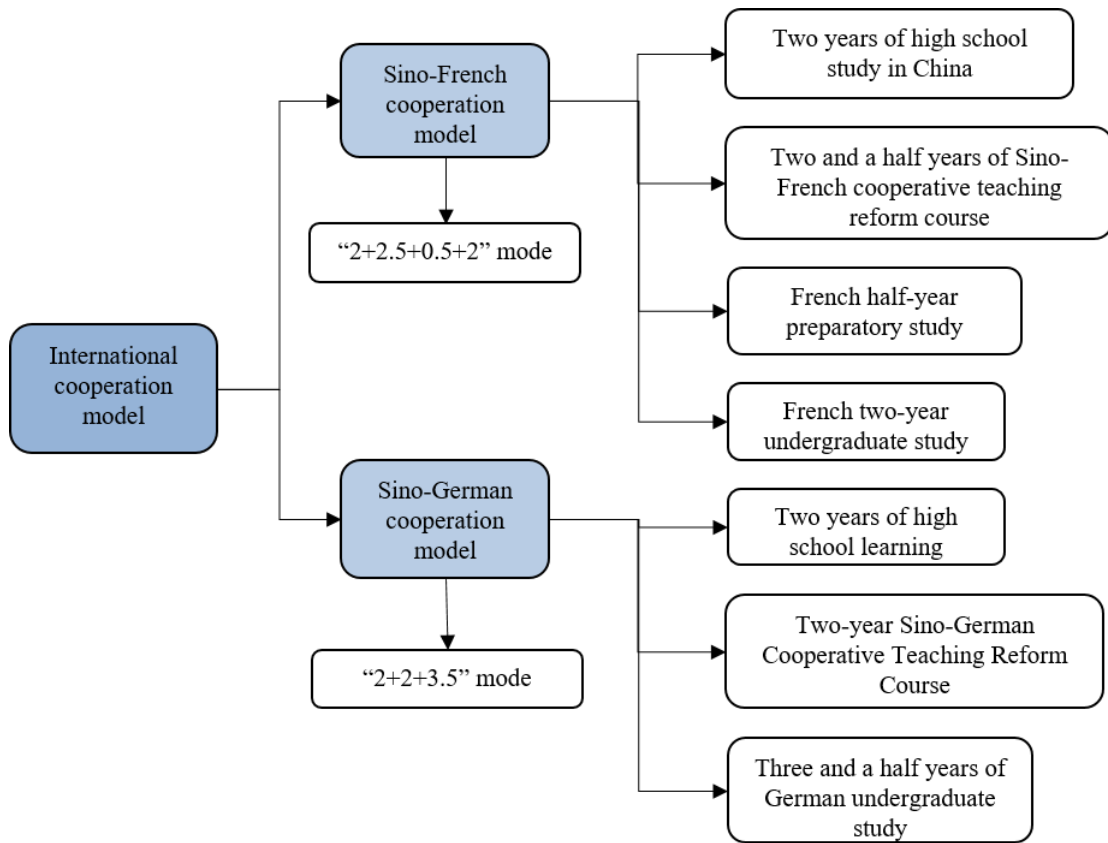 International
cooperation
model
Sino-French
cooperation
model
“2+2.5+0.5+2” mode
Two years of high school
study in China
Two and a half years of Sino-
French cooperative teaching
reform course
French half-year
preparatory study
French two-year
undergraduate study
Sino-German
cooperation
model
“2+2+3.5” mode
Two years of high
school learning
Two-year Sino-German
Cooperative Teaching Reform
Course
Three and a half years of
German undergraduate
study